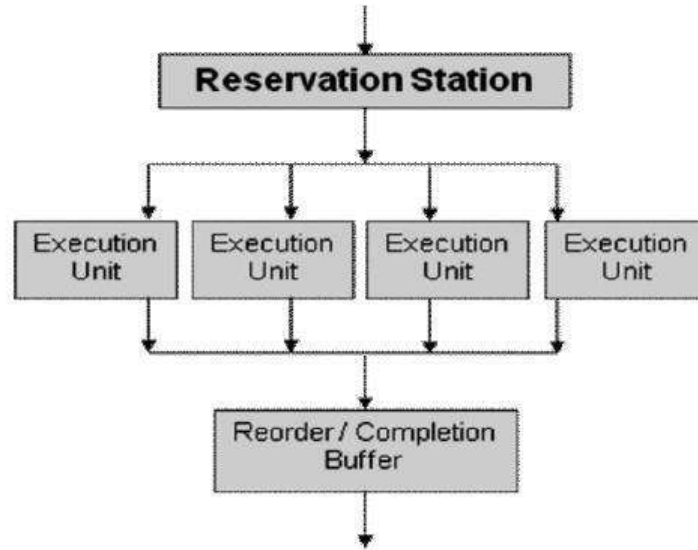 Reservation Station
Execution
Unit
Execution
Unit
Execution
Unit
Execution
Unit
Reorder / Completion
Buffer